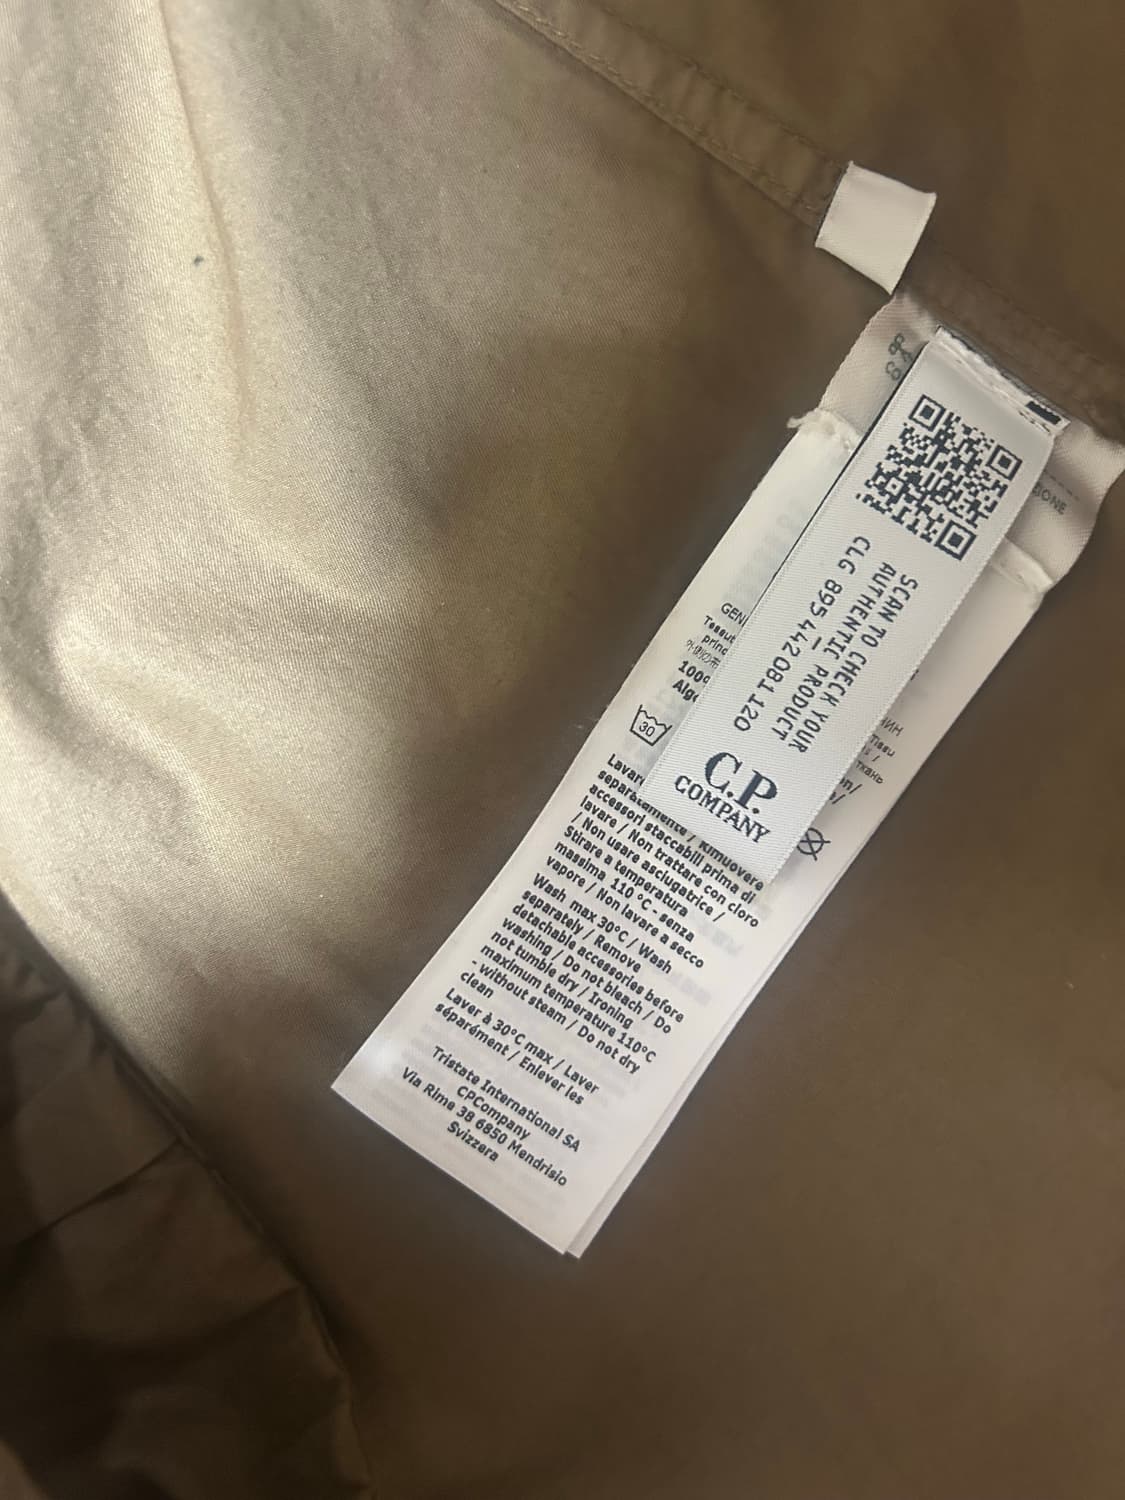 ZIONE
SCAN TO CHECK YOUR
AUTHENTIC PRODUCT
CLG 895442081120
C.P.
COMPANY
30
Lavare
separatamente / Rimuovere
accessori staccabili prima di
lavare / Non trattare con cloro
/ Non usare asciugatrice /
Stirare a temperatura
massima 110°C - senza
vapore / Non lavare a secco
Wash max 30°C / Wash
separately / Remove
detachable accessories before
washing / Do not bleach / Do
not tumble dry / Ironing
maximum temperature 110°C
- without steam / Do not dry
clean
Laver à 30°C max / Laver
séparément / Enlever les
Tristate International SA
CPCompany
Via Rime 38 6850 Mendrisio
Svizzera